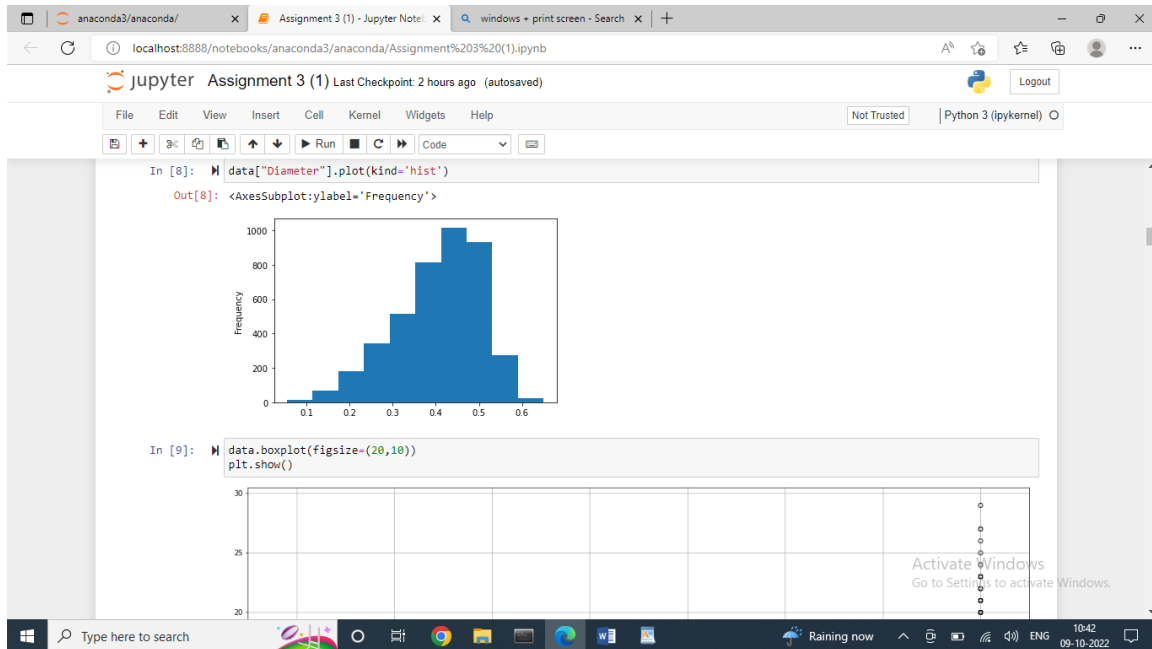 anaconda3/anaconda/
Assignment 3 (1) - Jupyter Noteb
windows + print screen - Search
localhost:8888/notebooks/anaconda3/anaconda/Assignment%203%20(1).ipynb
jupyter Assignment 3 (1) Last Checkpoint: 2 hours ago (autosaved)
Logout
File Edit View Insert Cell Kernel Widgets Help
Not Trusted
Python 3 (ipykernel)
Run
Code
In [8]: data["Diameter"].plot(kind='hist')
Out[8]: <AxesSubplot:ylabel='Frequency'>
1000
800
600
400
200
0
Frequency
0.1 0.2 0.3 0.4 0.5 0.6
In [9]: data.boxplot(figsize=(20,10))
plt.show()
30
25
20
Activate Windows
Go to Settings to activate Windows.
Type here to search
Raining now
ENG
10:42
09-10-2022